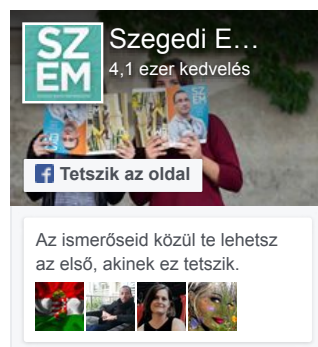 SZ
EM
Szegedi E…
4,1 ezer kedvelés
Tetszik az oldal
Az ismerőseid közül te lehetsz
az első, akinek ez tetszik.